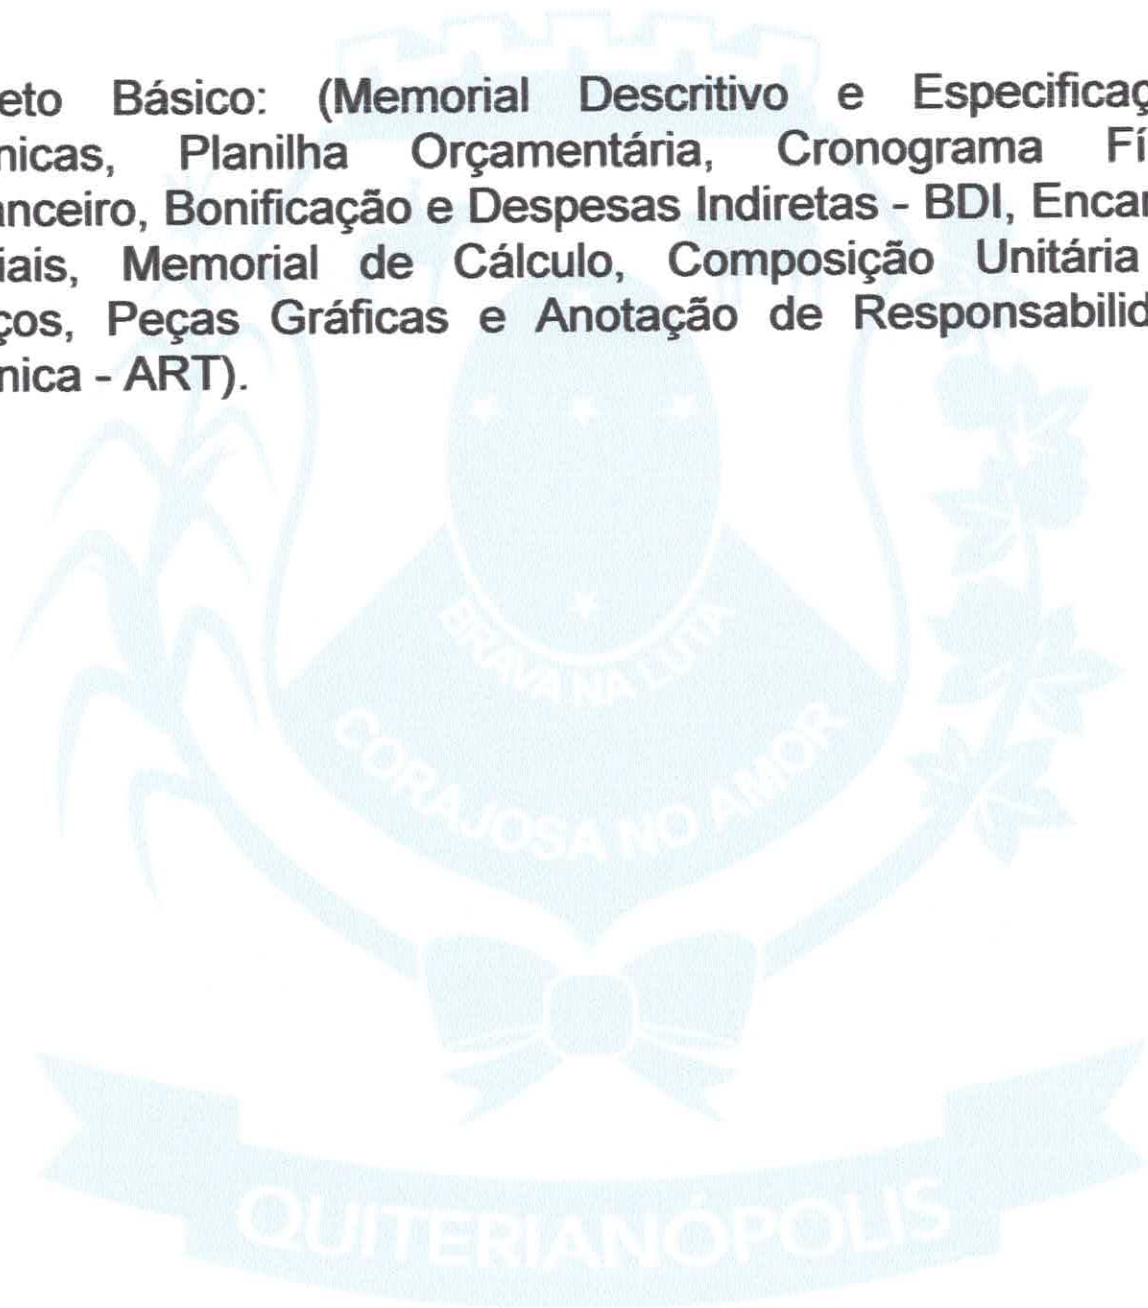 eto Básico: (Memorial Descritivo e Especificaç
nicas, Planilha Orçamentária, Cronograma Fí
anceiro, Bonificação e Despesas Indiretas - BDI, Encar
iais, Memorial de Cálculo, Composição Unitária
ços, Peças Gráficas e Anotação de Responsabilid
nica - ART).
BRAVA NA LUTA
CORAJOSA NO AMOR
QUITERIANÓPOLIS